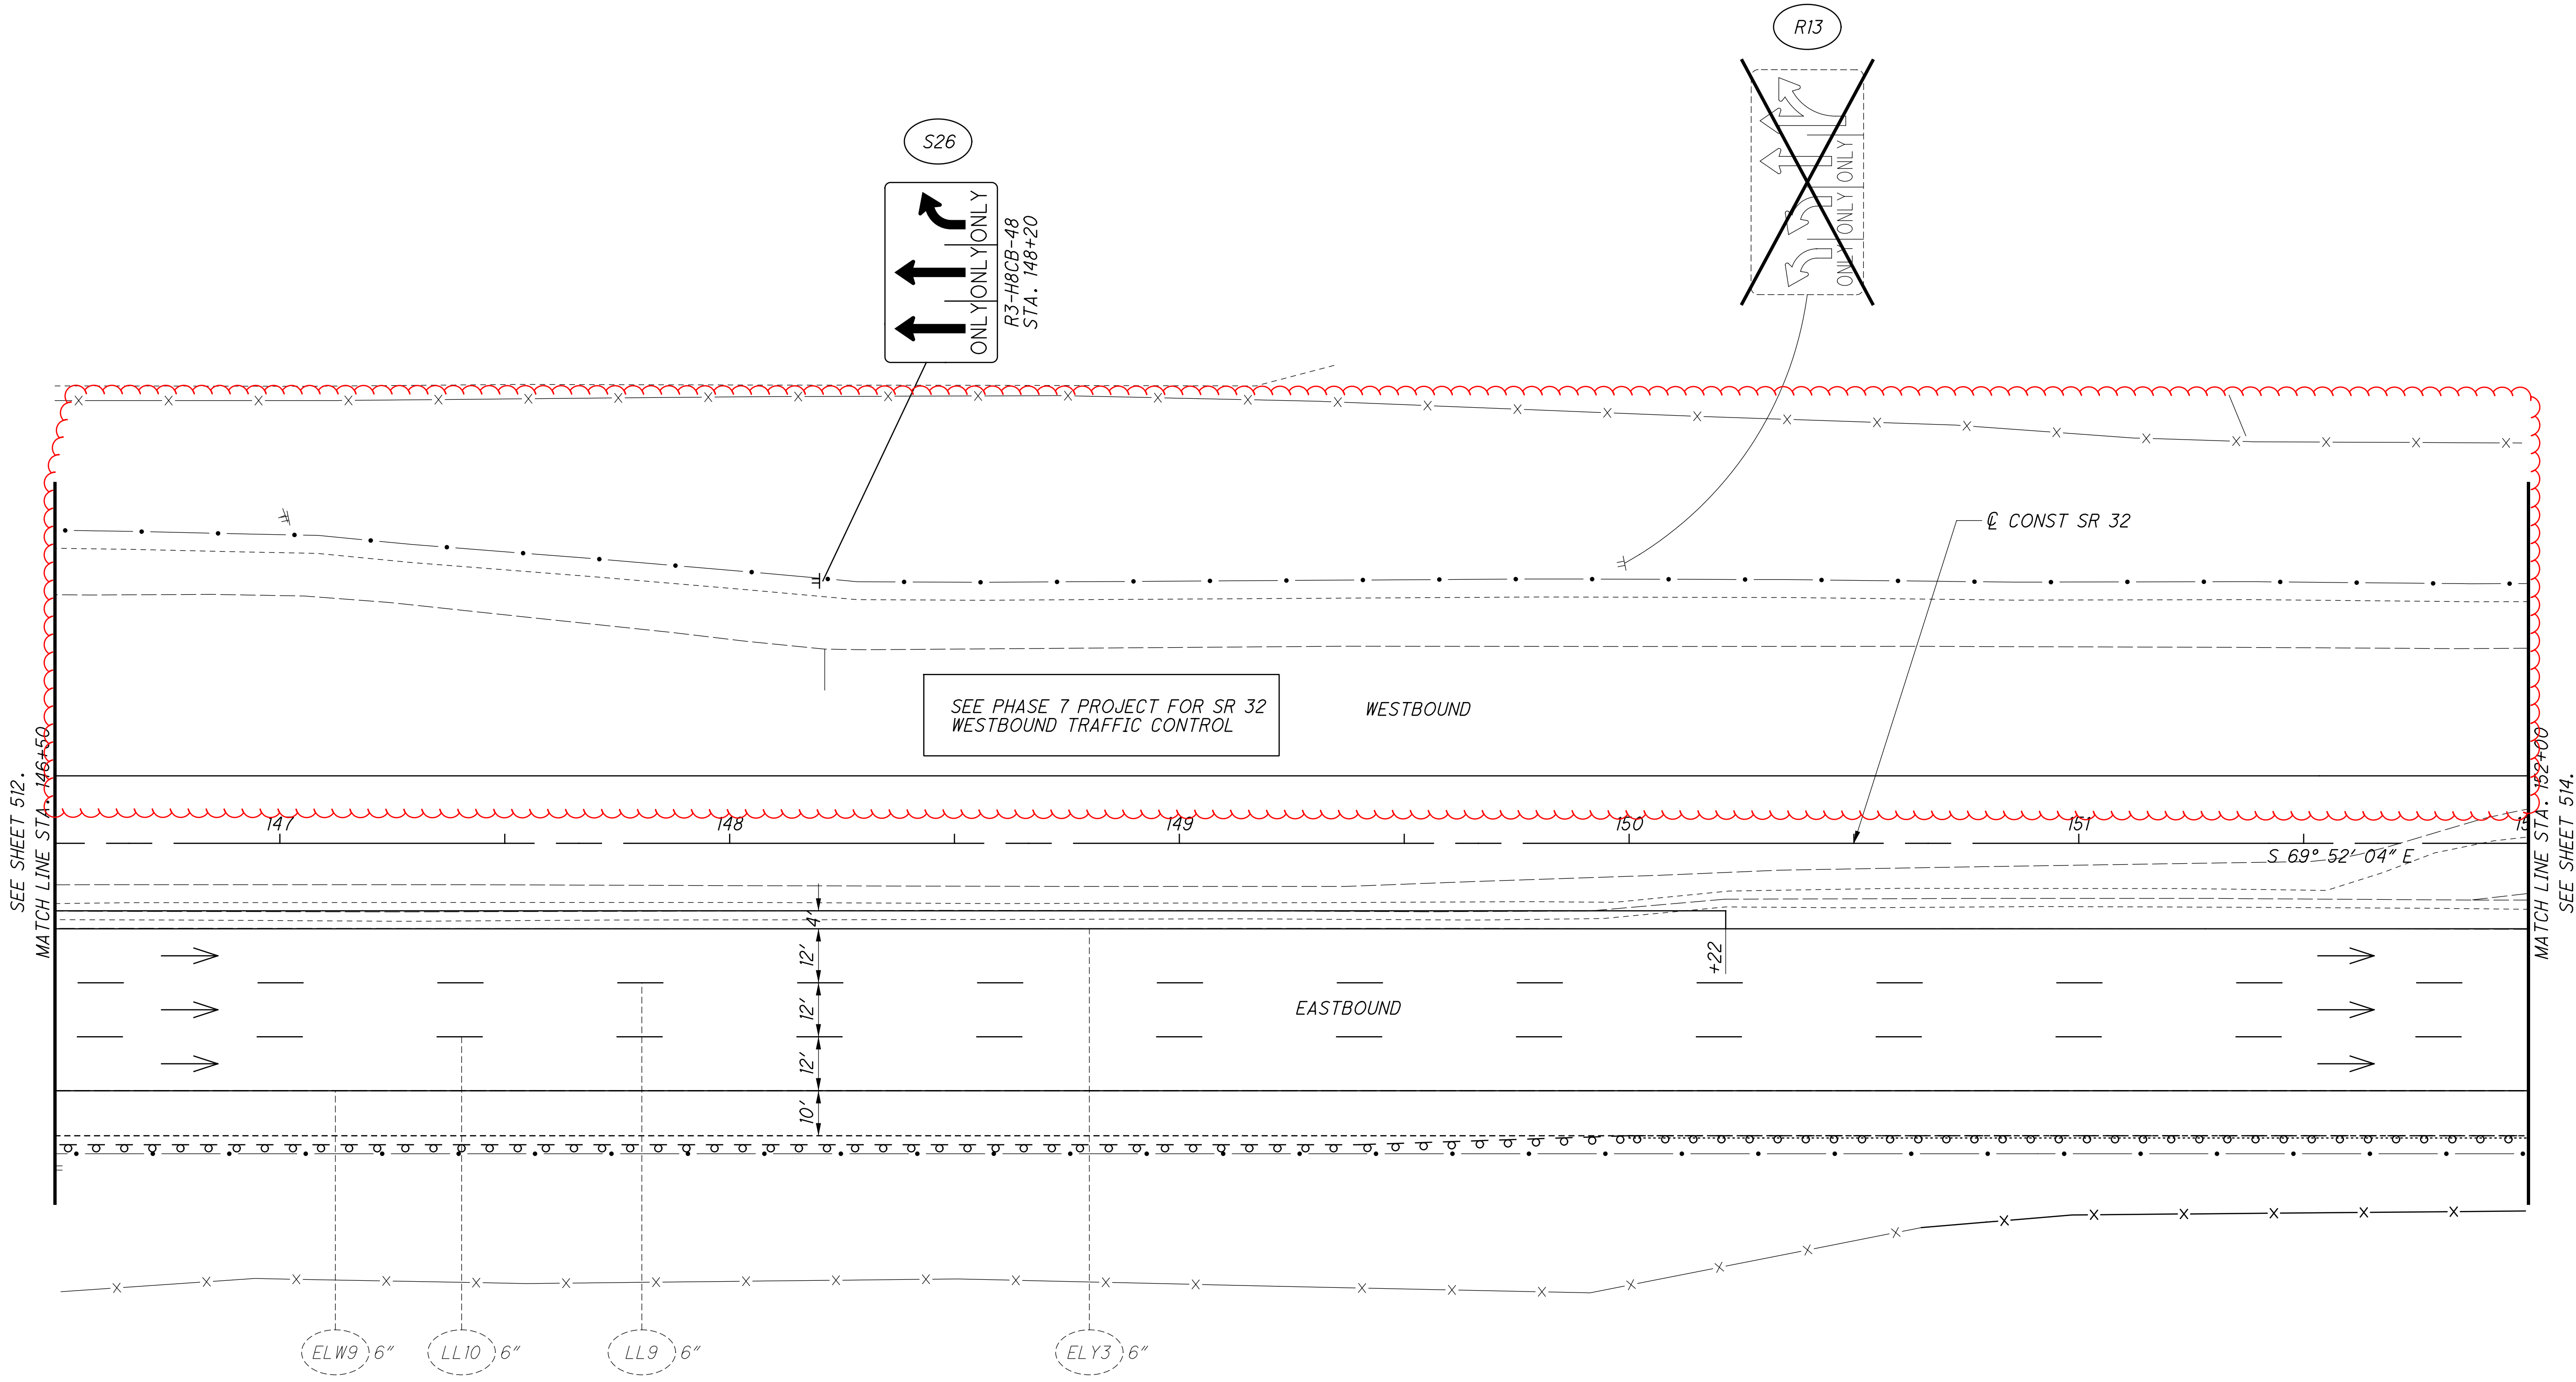 R13
ONLY
ONLY
ONLY
S26
ONLY
ONLY
ONLY
R3-H8CB-48
STA. 148+20
℄ CONST SR 32
SEE PHASE 7 PROJECT FOR SR 32
WESTBOUND TRAFFIC CONTROL
WESTBOUND
SEE SHEET 512.
MATCH LINE STA. 146+50
147
148
149
150
151
15
S 69° 52' 04" E
MATCH LINE STA. 152+00
SEE SHEET 514.
4'
12'
12'
12'
10'
+22
EASTBOUND
ELW9 6"
LL10 6"
LL9 6"
ELY3 6"